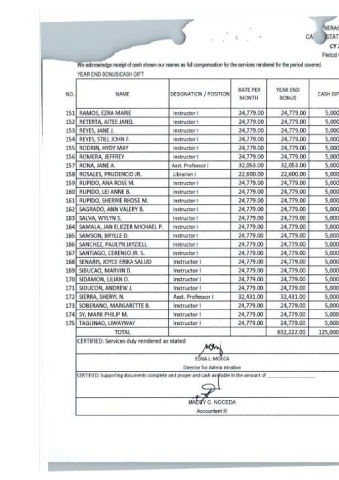 NERAL
CA STAT
CY 2
Period
We acknowledge receipt of cash shown our names as full compensation for the services rendered for the period covered.
YEAR END BONUS/CASH GIFT
NO. NAME DESIGNATION / POSITION RATE PER MONTH YEAR END BONUS CASH GIF
151 RAMOS, EZRA MARIE Instructor I 24,779.00 24,779.00 5,000
152 RETERTA, AITEE JANEL Instructor I 24,779.00 24,779.00 5,000
153 REYES, JANE J. Instructor I 24,779.00 24,779.00 5,000
154 REYES, STILL JOHN F. Instructor I 24,779.00 24,779.00 5,000
155 RODRIN, HYDY MAY Instructor I 24,779.00 24,779.00 5,000
156 ROMERA, JEFFREY Instructor I 24,779.00 24,779.00 5,000
157 RONA, JANE A. Asst. Professor I 32,053.00 32,053.00 5,000
158 ROSALES, PRUDENCIO JR. Librarian I 22,600.00 22,600.00 5,000
159 RUPIDO, ANA ROSE M. Instructor I 24,779.00 24,779.00 5,000
160 RUPIDO, LEI ANNE B. Instructor I 24,779.00 24,779.00 5,000
161 RUPIDO, SHERRIE RHOSE M. Instructor I 24,779.00 24,779.00 5,000
162 SAGRADO, ANN VALERY B. Instructor I 24,779.00 24,779.00 5,000
163 SALVA, WYLYN S. Instructor I 24,779.00 24,779.00 5,000
164 SAMALA, JAN ELIEZER MICHAEL P. Instructor I 24,779.00 24,779.00 5,000
165 SAMSON, BRYLLE D. Instructor I 24,779.00 24,779.00 5,000
166 SANCHEZ, PAULYN JAYZIELL Instructor I 24,779.00 24,779.00 5,000
167 SANTIAGO, CERENEO JR. S. Instructor I 24,779.00 24,779.00 5,000
168 SENARIS, JOYCE ERIKA SALUD Instructor I 24,779.00 24,779.00 5,000
169 SIBUCAO, MARVIN D. Instructor I 24,779.00 24,779.00 5,000
170 SIDAMON, LILIAN O. Instructor I 24,779.00 24,779.00 5,000
171 SIDUCON, ANDREW J. Instructor I 24,779.00 24,779.00 5,000
172 SIERRA, SHERYL N. Asst. Professor I 32,431.00 32,431.00 5,000
173 SOBERANO, MARGARETTE B. Instructor I 24,779.00 24,779.00 5,000
174 SY, MARK PHILIP M. Instructor I 24,779.00 24,779.00 5,000
175 TAGLINAO, LIWAYWAY Instructor I 24,779.00 24,779.00 5,000
TOTAL 632,222.00 125,000
CERTIFIED: Services duly rendered as stated
EDNA L. MOJICA
Director for Administration
CERTIFIED: Supporting documents complete and proper and cash available in the amount of
G. NOCEDA
Accountant III